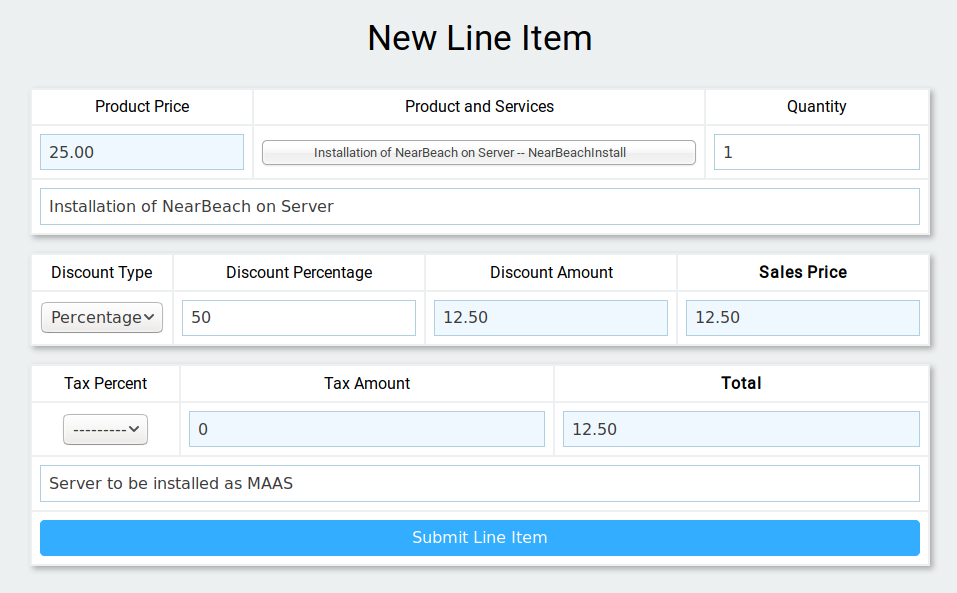 New Line Item
Product Price Product and Services Quantity
25.00 Installation of NearBeach on Server -- NearBeachInstall 1
Installation of NearBeach on Server
Discount Type Discount Percentage Discount Amount Sales Price
Percentage 50 12.50 12.50
Tax Percent Tax Amount Total
--------- 0 12.50
Server to be installed as MAAS
Submit Line Item